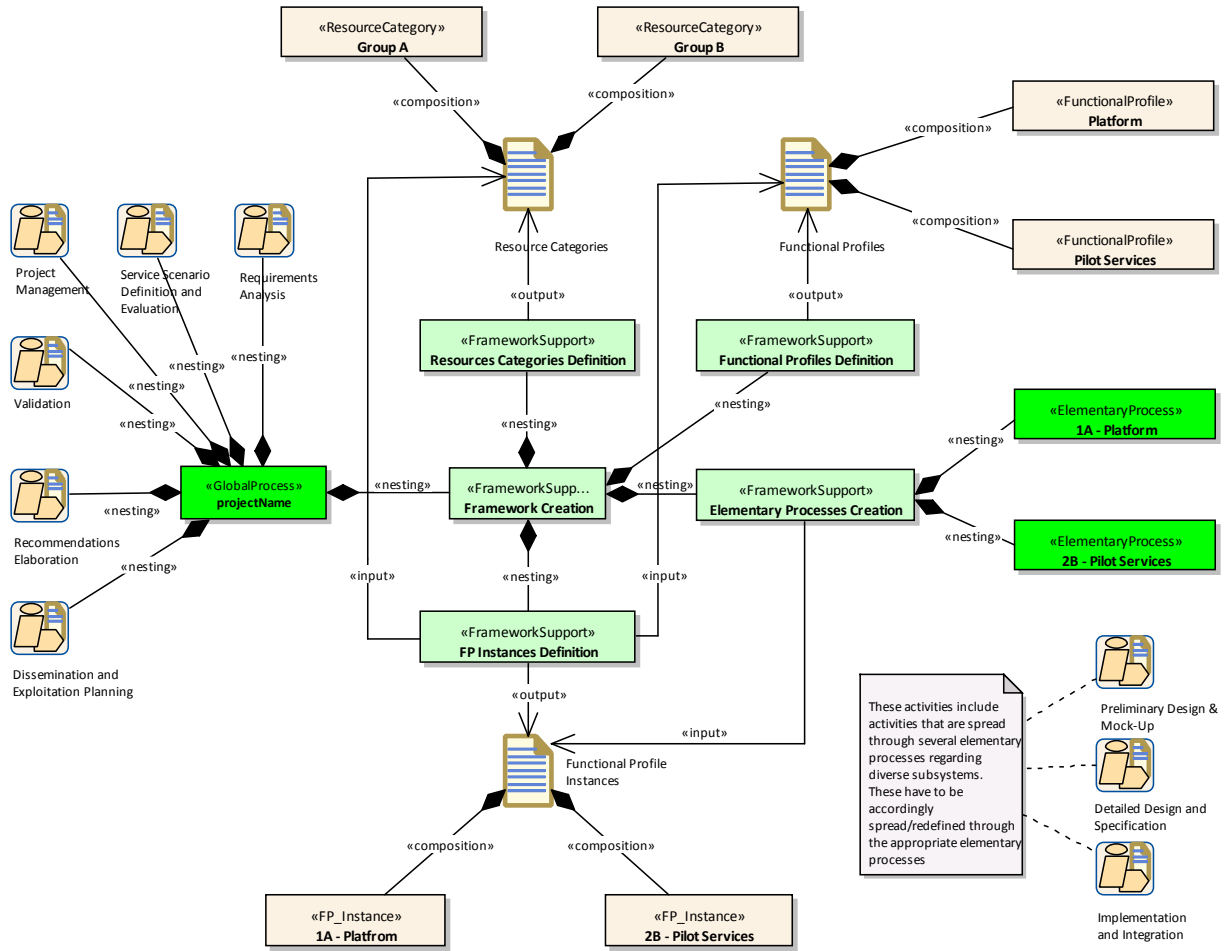 «ResourceCategory»
Group A
«ResourceCategory»
Group B
«composition»
«composition»
«FunctionalProfile»
Platform
«composition»
«composition»
«FunctionalProfile»
Pilot Services
Resource Categories
Functional Profiles
Project
Management
Service Scenario
Definition and
Evaluation
Requirements
Analysis
«output»
«output»
«FrameworkSupport»
Resources Categories Definition
«FrameworkSupport»
Functional Profiles Definition
«nesting»
«nesting»
«nesting»
Validation
«nesting»
«nesting»
«nesting»
«ElementaryProcess»
1A - Platform
«nesting»
«GlobalProcess»
projectName
«nesting»
«FrameworkSupp...
Framework Creation
«nesting»
«FrameworkSupport»
Elementary Processes Creation
«nesting»
Recommendations
Elaboration
«nesting»
«ElementaryProcess»
2B - Pilot Services
«nesting»
«input»
«nesting»
«input»
«FrameworkSupport»
FP Instances Definition
Dissemination and
Exploitation Planning
«output»
«input»
Functional Profile
Instances
These activities include
activities that are spread
through several elementary
processes regarding
diverse subsystems.
These have to be
accordingly
spread/redefined through
the appropriate elementary
processes
Preliminary Design &
Mock-Up
Detailed Design and
Specification
Implementation
and Integration
«composition»
«composition»
«FP_Instance»
1A - Platfrom
«FP_Instance»
2B - Pilot Services